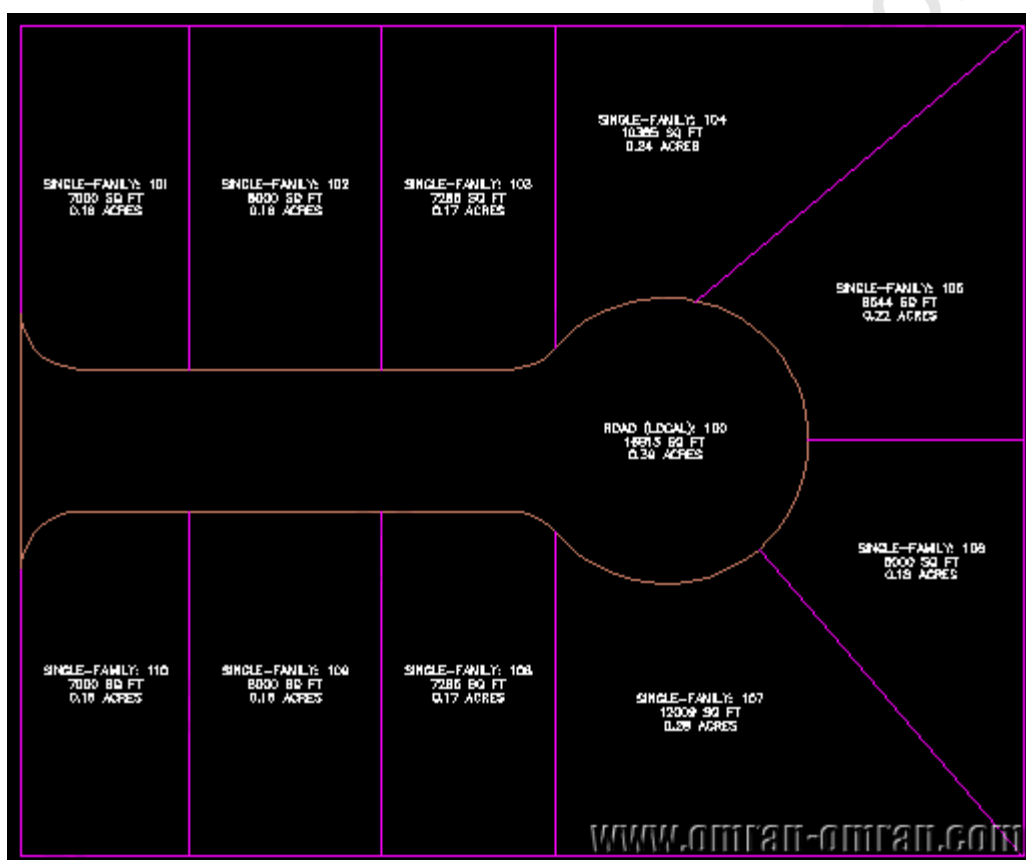 SINGLE-FAMILY: 104
SQ FT
0.24 ACRES
SINGLE-FAMILY: 101
7000 SQ FT
0.16 ACRES
SINGLE-FAMILY: 102
8000 SQ FT
0.18 ACRES
SINGLE-FAMILY: 103
SQ FT
0.17 ACRES
SINGLE-FAMILY: 105
SQ FT
0.22 ACRES
ROAD (LOCAL): 100
SQ FT
0.39 ACRES
SINGLE-FAMILY: 106
8000 SQ FT
0.18 ACRES
SINGLE-FAMILY: 110
7000 SQ FT
0.16 ACRES
SINGLE-FAMILY: 109
8000 SQ FT
0.18 ACRES
SINGLE-FAMILY: 108
SQ FT
0.17 ACRES
SINGLE-FAMILY: 107
12009 SQ FT
0.28 ACRES
www.omran-omran.com